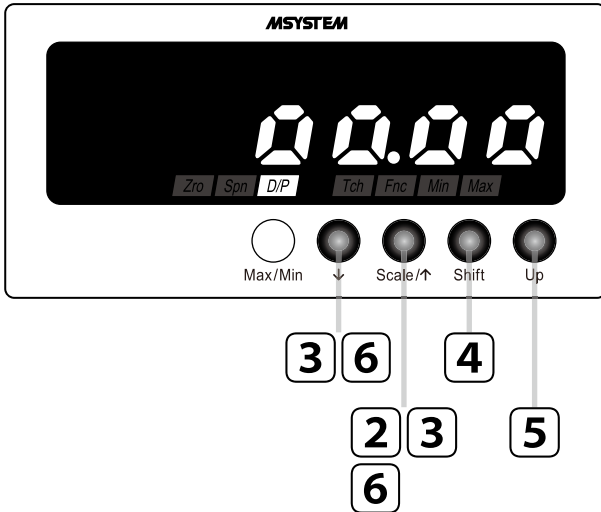 MSYSTEM
00.00
Zro Spn D/P Tch Fnc Min Max
Max/Min ↓ Scale/↑ Shift Up
3 6 4
2 3 5
6